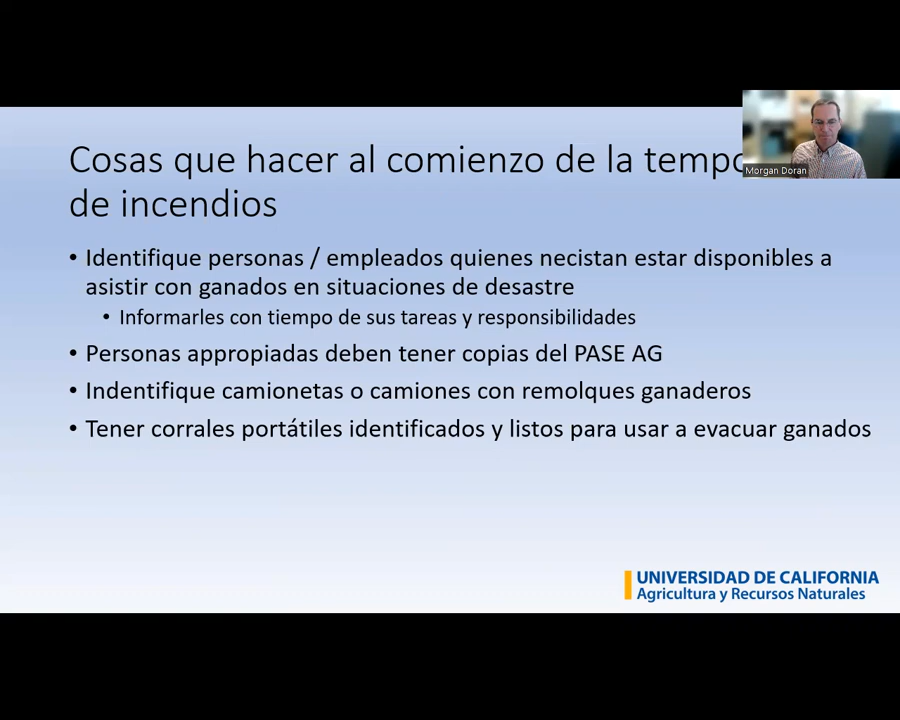 Cosas que hacer al comienzo de la tempo
de incendios
Morgan Doran
• Identifique personas / empleados quienes necistan estar disponibles a
asistir con ganados en situaciones de desastre
• Informarles con tiempo de sus tareas y responsibilidades
• Personas appropiadas deben tener copias del PASE AG
• Indentifique camionetas o camiones con remolques ganaderos
• Tener corrales portátiles identificados y listos para usar a evacuar ganados
UNIVERSIDAD DE CALIFORNIA
Agricultura y Recursos Naturales